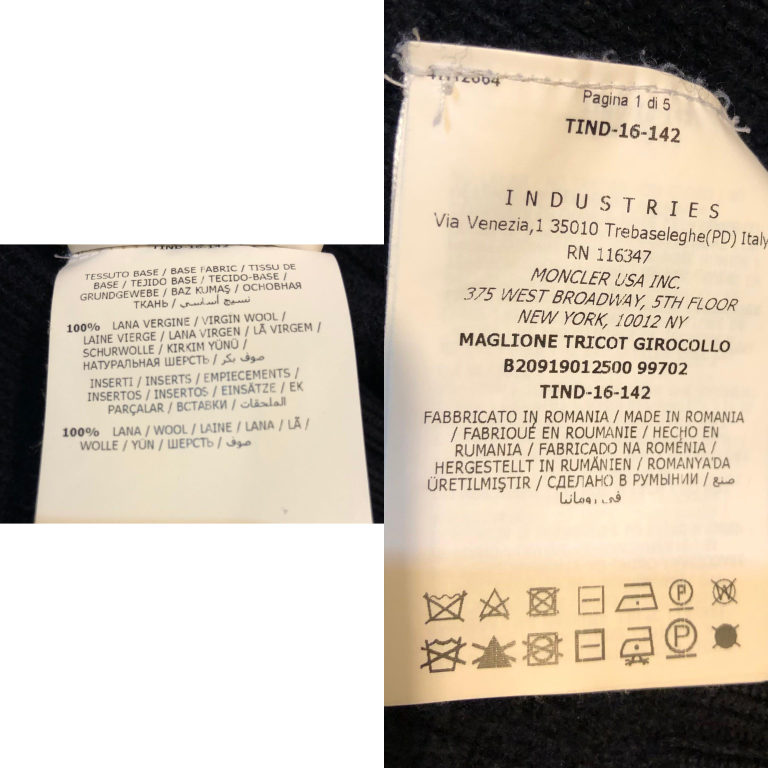 TESSUTO BASE / BASE FABRIC / TISSU DE
BASE / TEJIDO BASE / TECIDO-BASE /
GRUNDGEWEBE / BAZ KUMAŞ / ОСНОВНАЯ
ТКАНЬ / نسيج أساسي
100% LANA VERGINE / VIRGIN WOOL /
LAINE VIERGE / LANA VIRGEN / LÃ VIRGEM /
SCHURWOLLE / KIRKIM YÜNÜ /
НАТУРАЛЬНАЯ ШЕРСТЬ / صوف بكر
INSERTI / INSERTS / EMPIECEMENTS /
INSERTOS / INSERTOS / EINSÄTZE / EK
PARÇALAR / ВСТАВКИ / الملحقات
100% LANA / WOOL / LAINE / LANA / LÃ /
WOLLE / YÜN / ШЕРСТЬ / صوف
Pagina 1 di 5
TIND-16-142
INDUSTRIES
Via Venezia,1 35010 Trebaseleghe(PD) Italy
RN 116347
MONCLER USA INC.
375 WEST BROADWAY, 5TH FLOOR
NEW YORK, 10012 NY
MAGLIONE TRICOT GIROCOLLO
B20919012500 99702
TIND-16-142
FABBRICATO IN ROMANIA / MADE IN ROMANIA
/ FABRIQUÉ EN ROUMANIE / HECHO EN
RUMANIA / FABRICADO NA ROMÉNIA /
HERGESTELLT IN RUMÄNIEN / ROMANYA'DA
ÜRETILMIŞTIR / СДЕЛАНО В РУМЫНИИ / صنع
في رومانيا
P W
P